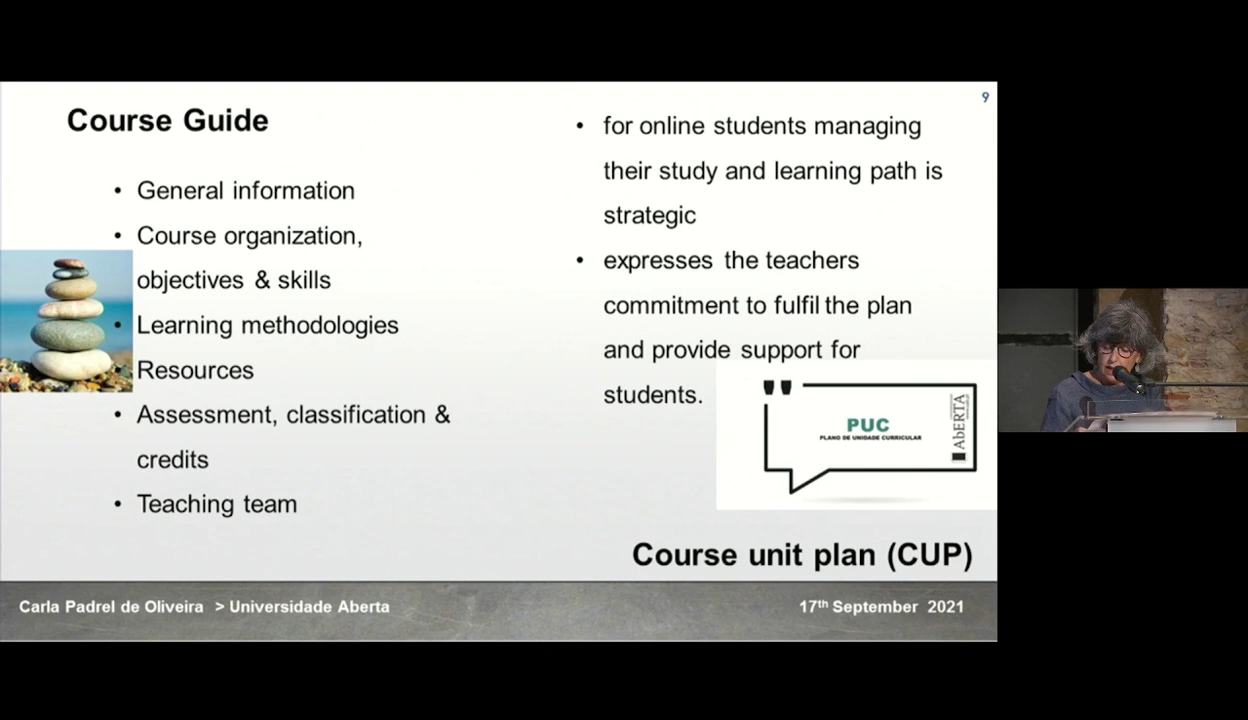 9
Course Guide
• General information
• Course organization,
objectives & skills
• Learning methodologies
Resources
• Assessment, classification &
credits
• Teaching team
• for online students managing
their study and learning path is
strategic
• expresses the teachers
commitment to fulfil the plan
and provide support for
students.
PUC
PLANO DE UNIDADE CURRICULAR
AbERTA
Course unit plan (CUP)
Carla Padrel de Oliveira > Universidade Aberta
17th September 2021